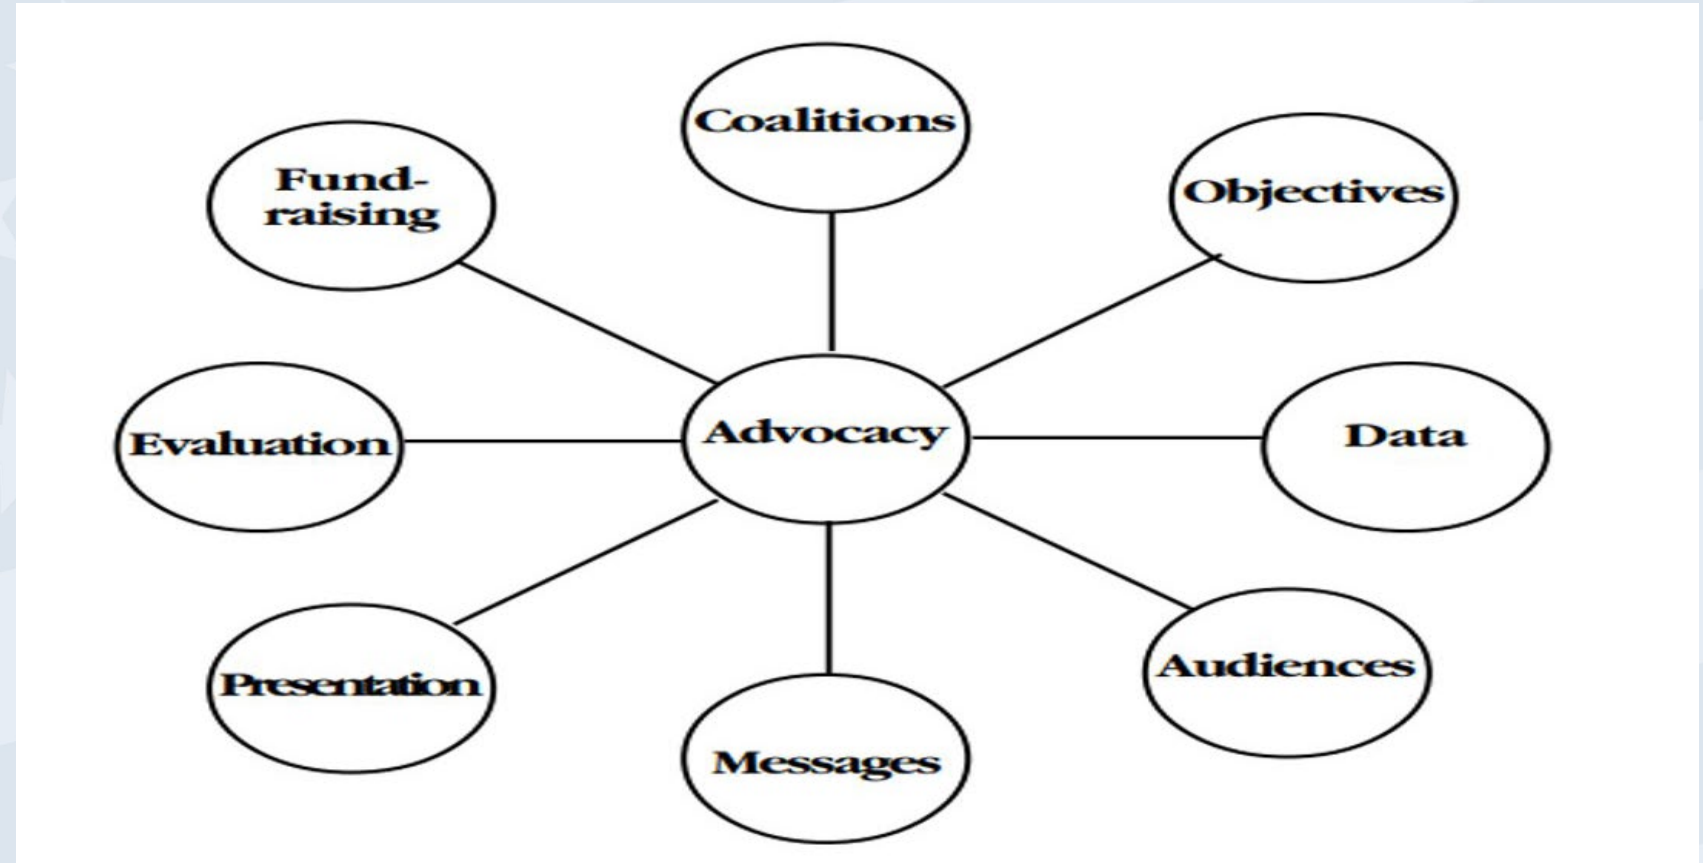 Coalitions
Fund-
raising
Objectives
Evaluation
Advocacy
Data
Presentation
Audiences
Messages